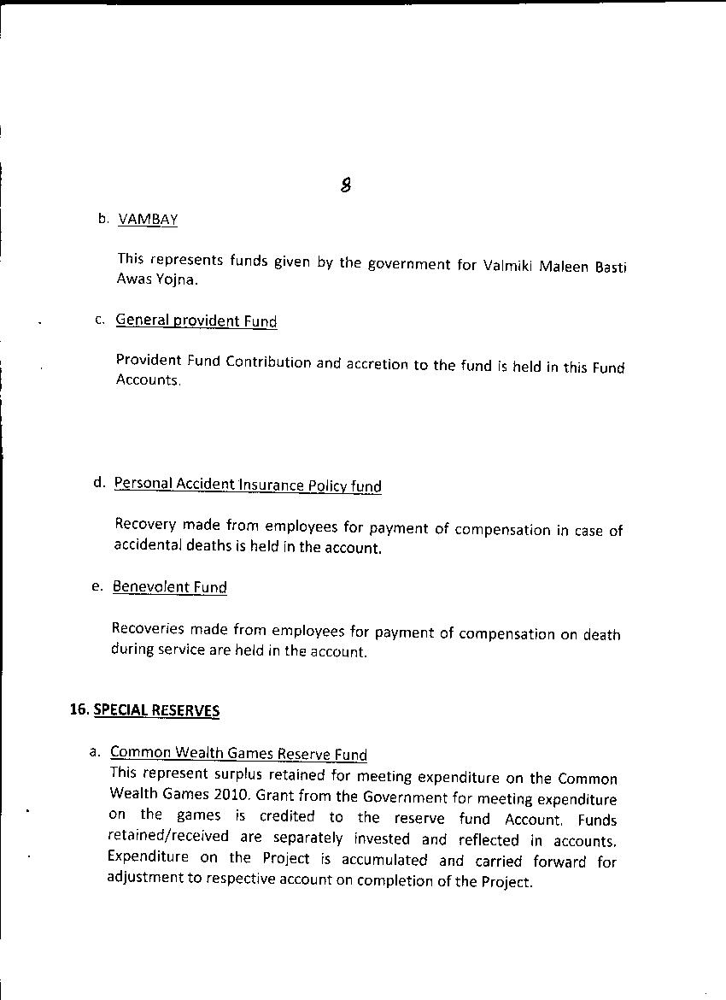 8
b. VAMBAY
This represents funds given by the government for Valmiki Maleen Basti
Awas Yojna.
c. General provident Fund
Provident Fund Contribution and accretion to the fund is held in this Fund
Accounts.
d. Personal Accident Insurance Policy fund
Recovery made from employees for payment of compensation in case of
accidental deaths is held in the account.
e. Benevolent Fund
Recoveries made from employees for payment of compensation on death
during service are held in the account.
16. SPECIAL RESERVES
a. Common Wealth Games Reserve Fund
This represent surplus retained for meeting expenditure on the Common
Wealth Games 2010. Grant from the Government for meeting expenditure
on the games is credited to the reserve fund Account. Funds
retained/received are separately invested and reflected in accounts.
Expenditure on the Project is accumulated and carried forward for
adjustment to respective account on completion of the Project.